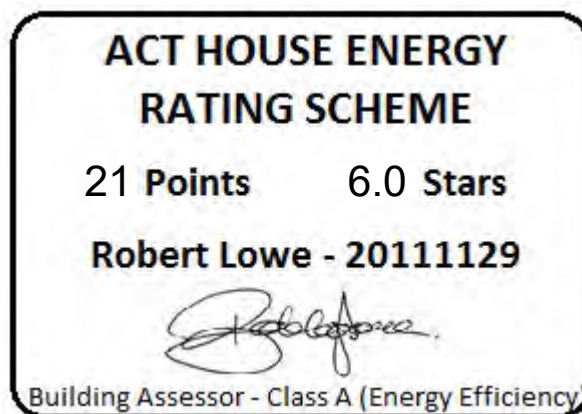 ACT HOUSE ENERGY
RATING SCHEME
21 Points 6.0 Stars
Robert Lowe - 20111129
Building Assessor - Class A (Energy Efficiency)